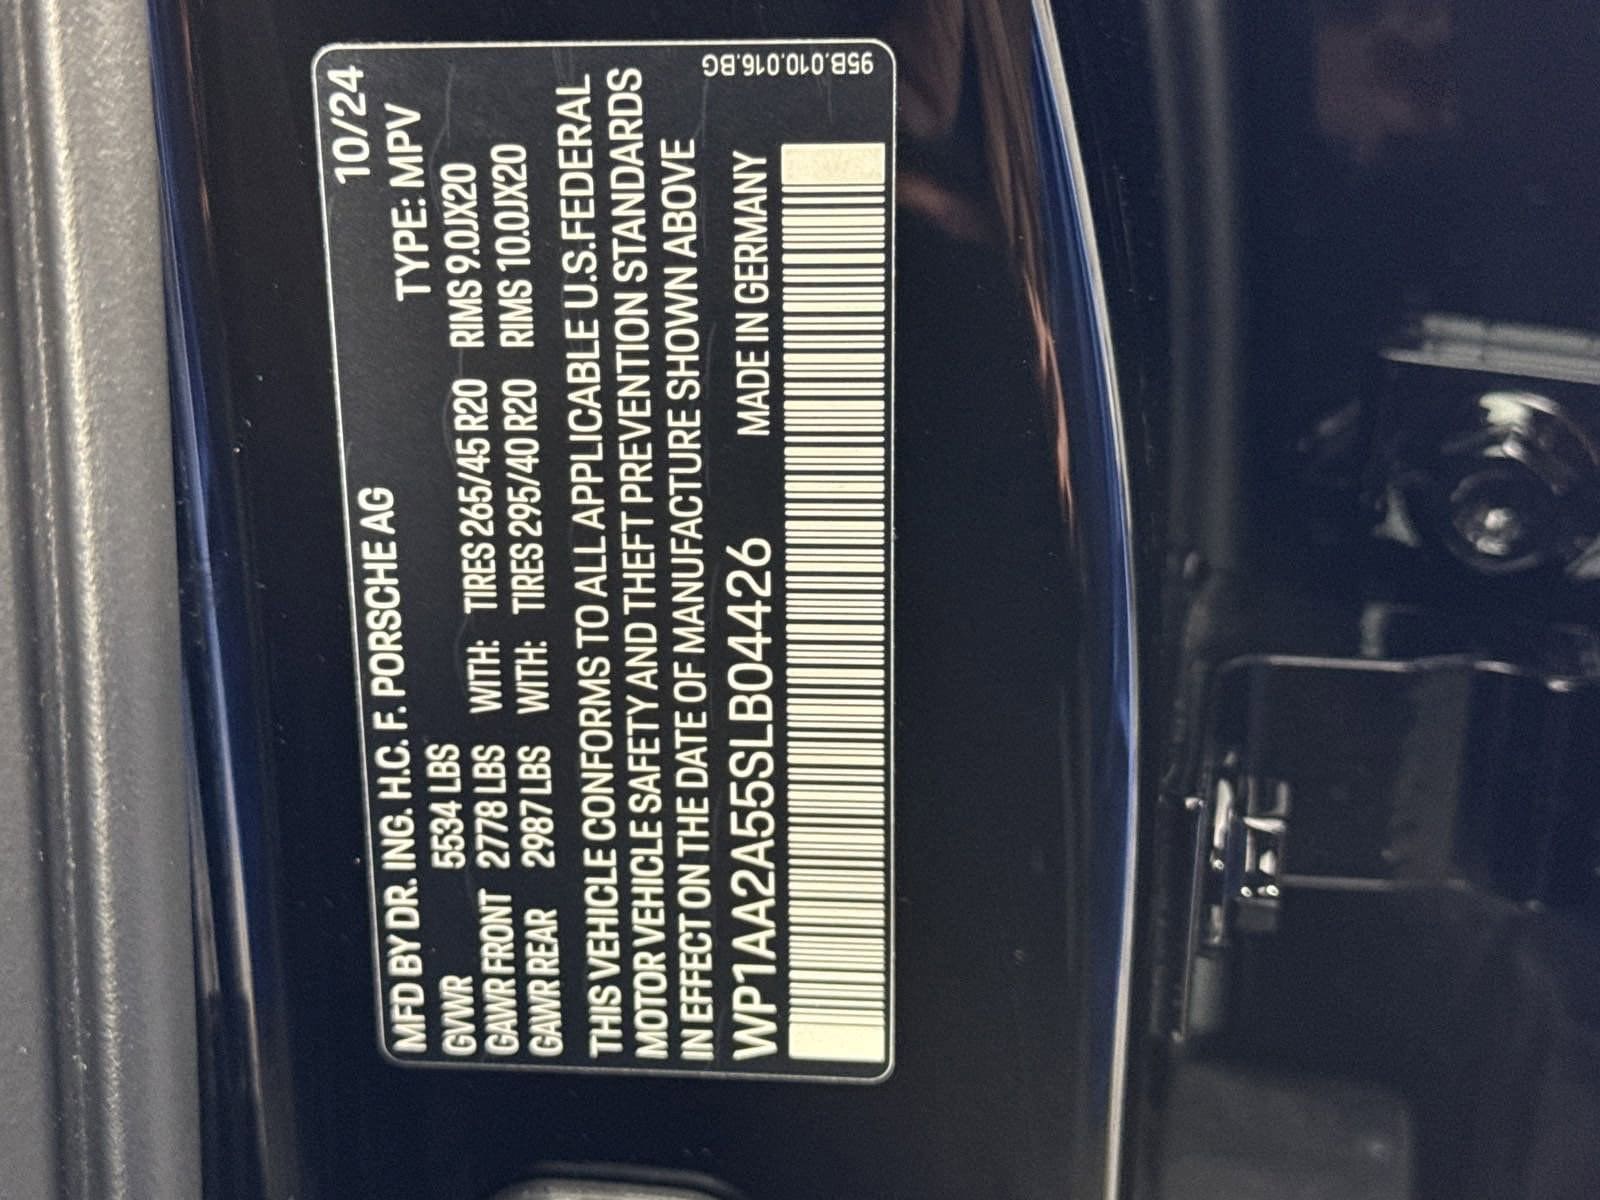 10/24
MFD BY DR. ING. H.C. F. PORSCHE AG TYPE: MPV
GVWR 5534 LBS
GAWR FRONT 2778 LBS WITH: TIRES 265/45 R20 RIMS 9.0JX20
GAWR REAR 2987 LBS WITH: TIRES 295/40 R20 RIMS 10.0JX20
THIS VEHICLE CONFORMS TO ALL APPLICABLE U.S.FEDERAL
MOTOR VEHICLE SAFETY AND THEFT PREVENTION STANDARDS
IN EFFECT ON THE DATE OF MANUFACTURE SHOWN ABOVE
WP1AA2A55SLB04426 MADE IN GERMANY
95B.010.016.BG